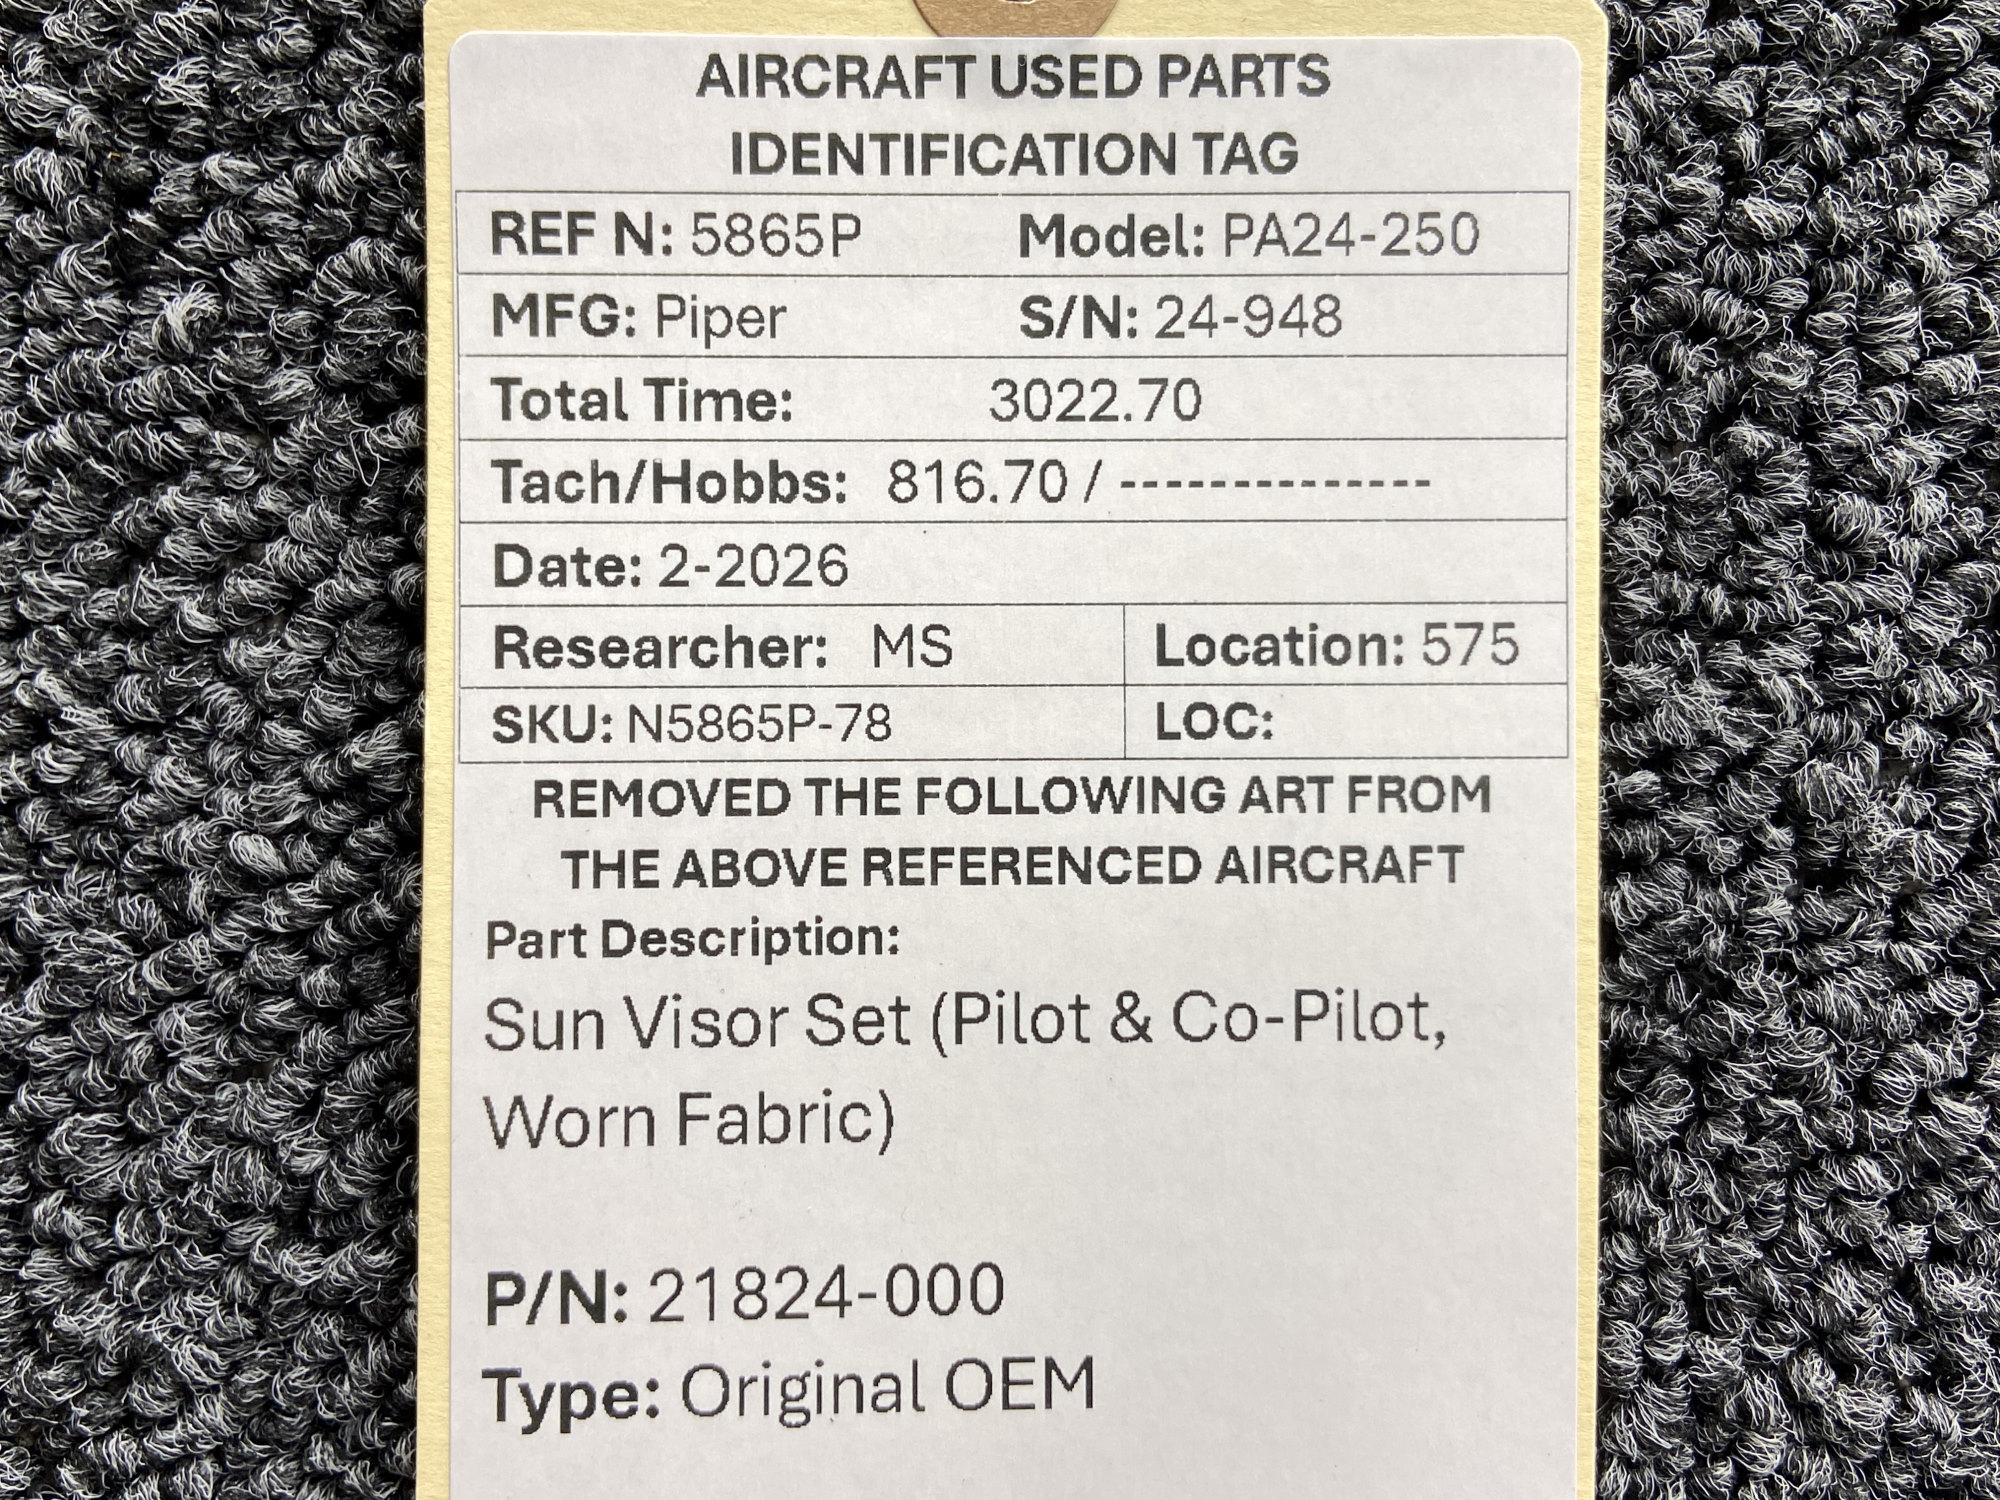 AIRCRAFT USED PARTS
IDENTIFICATION TAG
REF N: 5865P Model: PA24-250
MFG: Piper S/N: 24-948
Total Time: 3022.70
Tach/Hobbs: 816.70 / --------------
Date: 2-2026
Researcher: MS Location: 575
SKU: N5865P-78 LOC:
REMOVED THE FOLLOWING ART FROM
THE ABOVE REFERENCED AIRCRAFT
Part Description:
Sun Visor Set (Pilot & Co-Pilot,
Worn Fabric)
P/N: 21824-000
Type: Original OEM